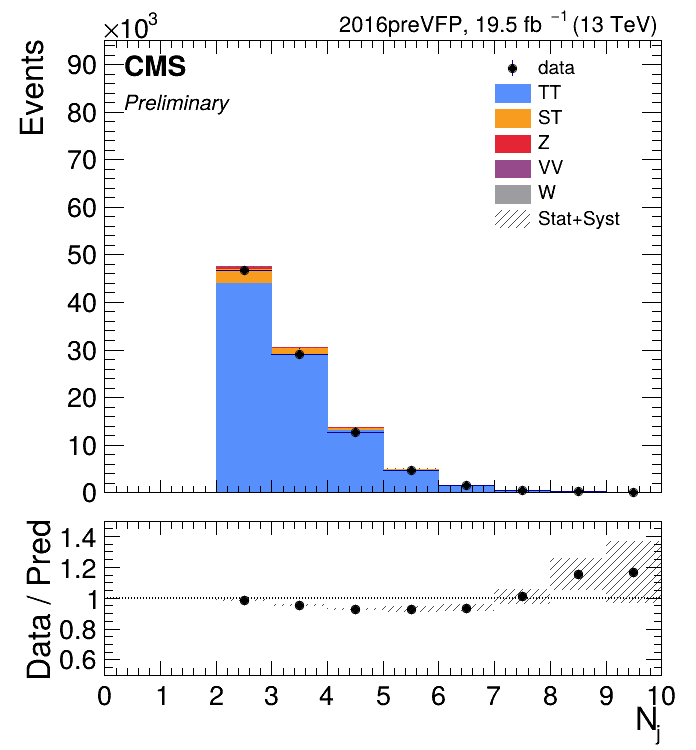 ×10³
2016preVFP, 19.5 fb ⁻¹ (13 TeV)
Events
90
80
70
60
50
40
30
20
10
0
CMS
Preliminary
data
TT
ST
Z
VV
W
Stat+Syst
Data / Pred
1.4
1.2
1
0.8
0.6
0 1 2 3 4 5 6 7 8 9 10
Nj